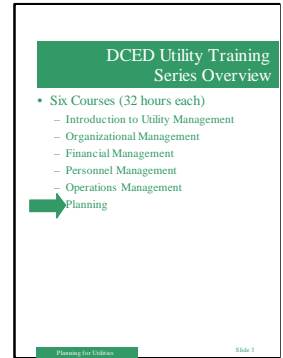 DCED Utility Training
Series Overview
• Six Courses (32 hours each)
– Introduction to Utility Management
– Organizational Management
– Financial Management
– Personnel Management
– Operations Management
Planning
Planning for Utilities
Slide 3